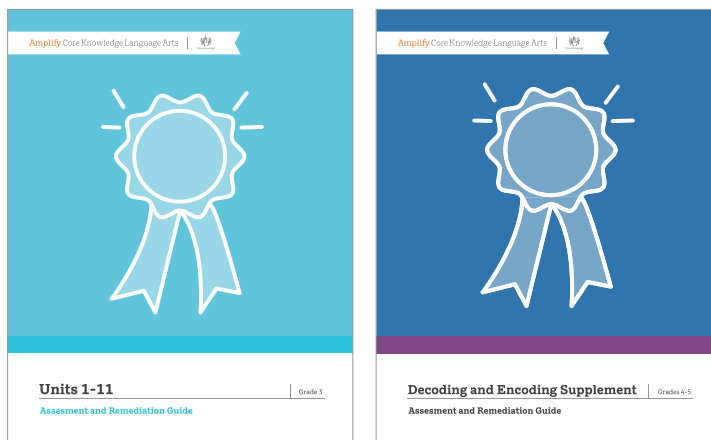 Amplify Core Knowledge Language Arts
Units 1-11
Grade 3
Assesment and Remediation Guide
Amplify Core Knowledge Language Arts
Decoding and Encoding Supplement
Grades 4-5
Assesment and Remediation Guide